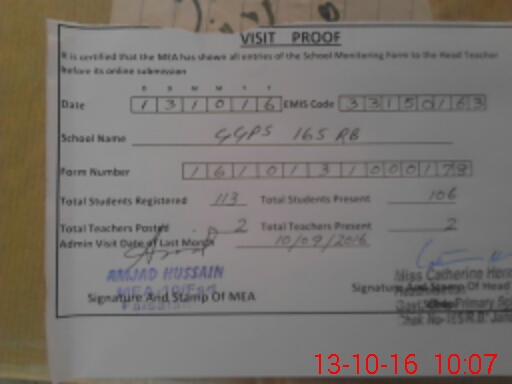 VISIT PROOF
It is certified that the MEA has shown all entries of the School Monitoring Form to the Head Teacher
before its online submission
D D M M Y Y
Date 1 3 1 0 1 6 EMIS Code 3 3 1 5 0 1 6 3
School Name GGPS 165 RB
Form Number 1 6 1 0 1 3 1 0 0 0 1 7 8
Total Students Registered 113 Total Students Present 106
Total Teachers Posted 2 Total Teachers Present 2
Admin Visit Date of Last Month 10/09/2016
AMJAD HUSSAIN
Miss Catherine
Signature And Stamp Of MEA
Signature And Stamp Of Head
Primary
Chak No
13-10-16 10:07